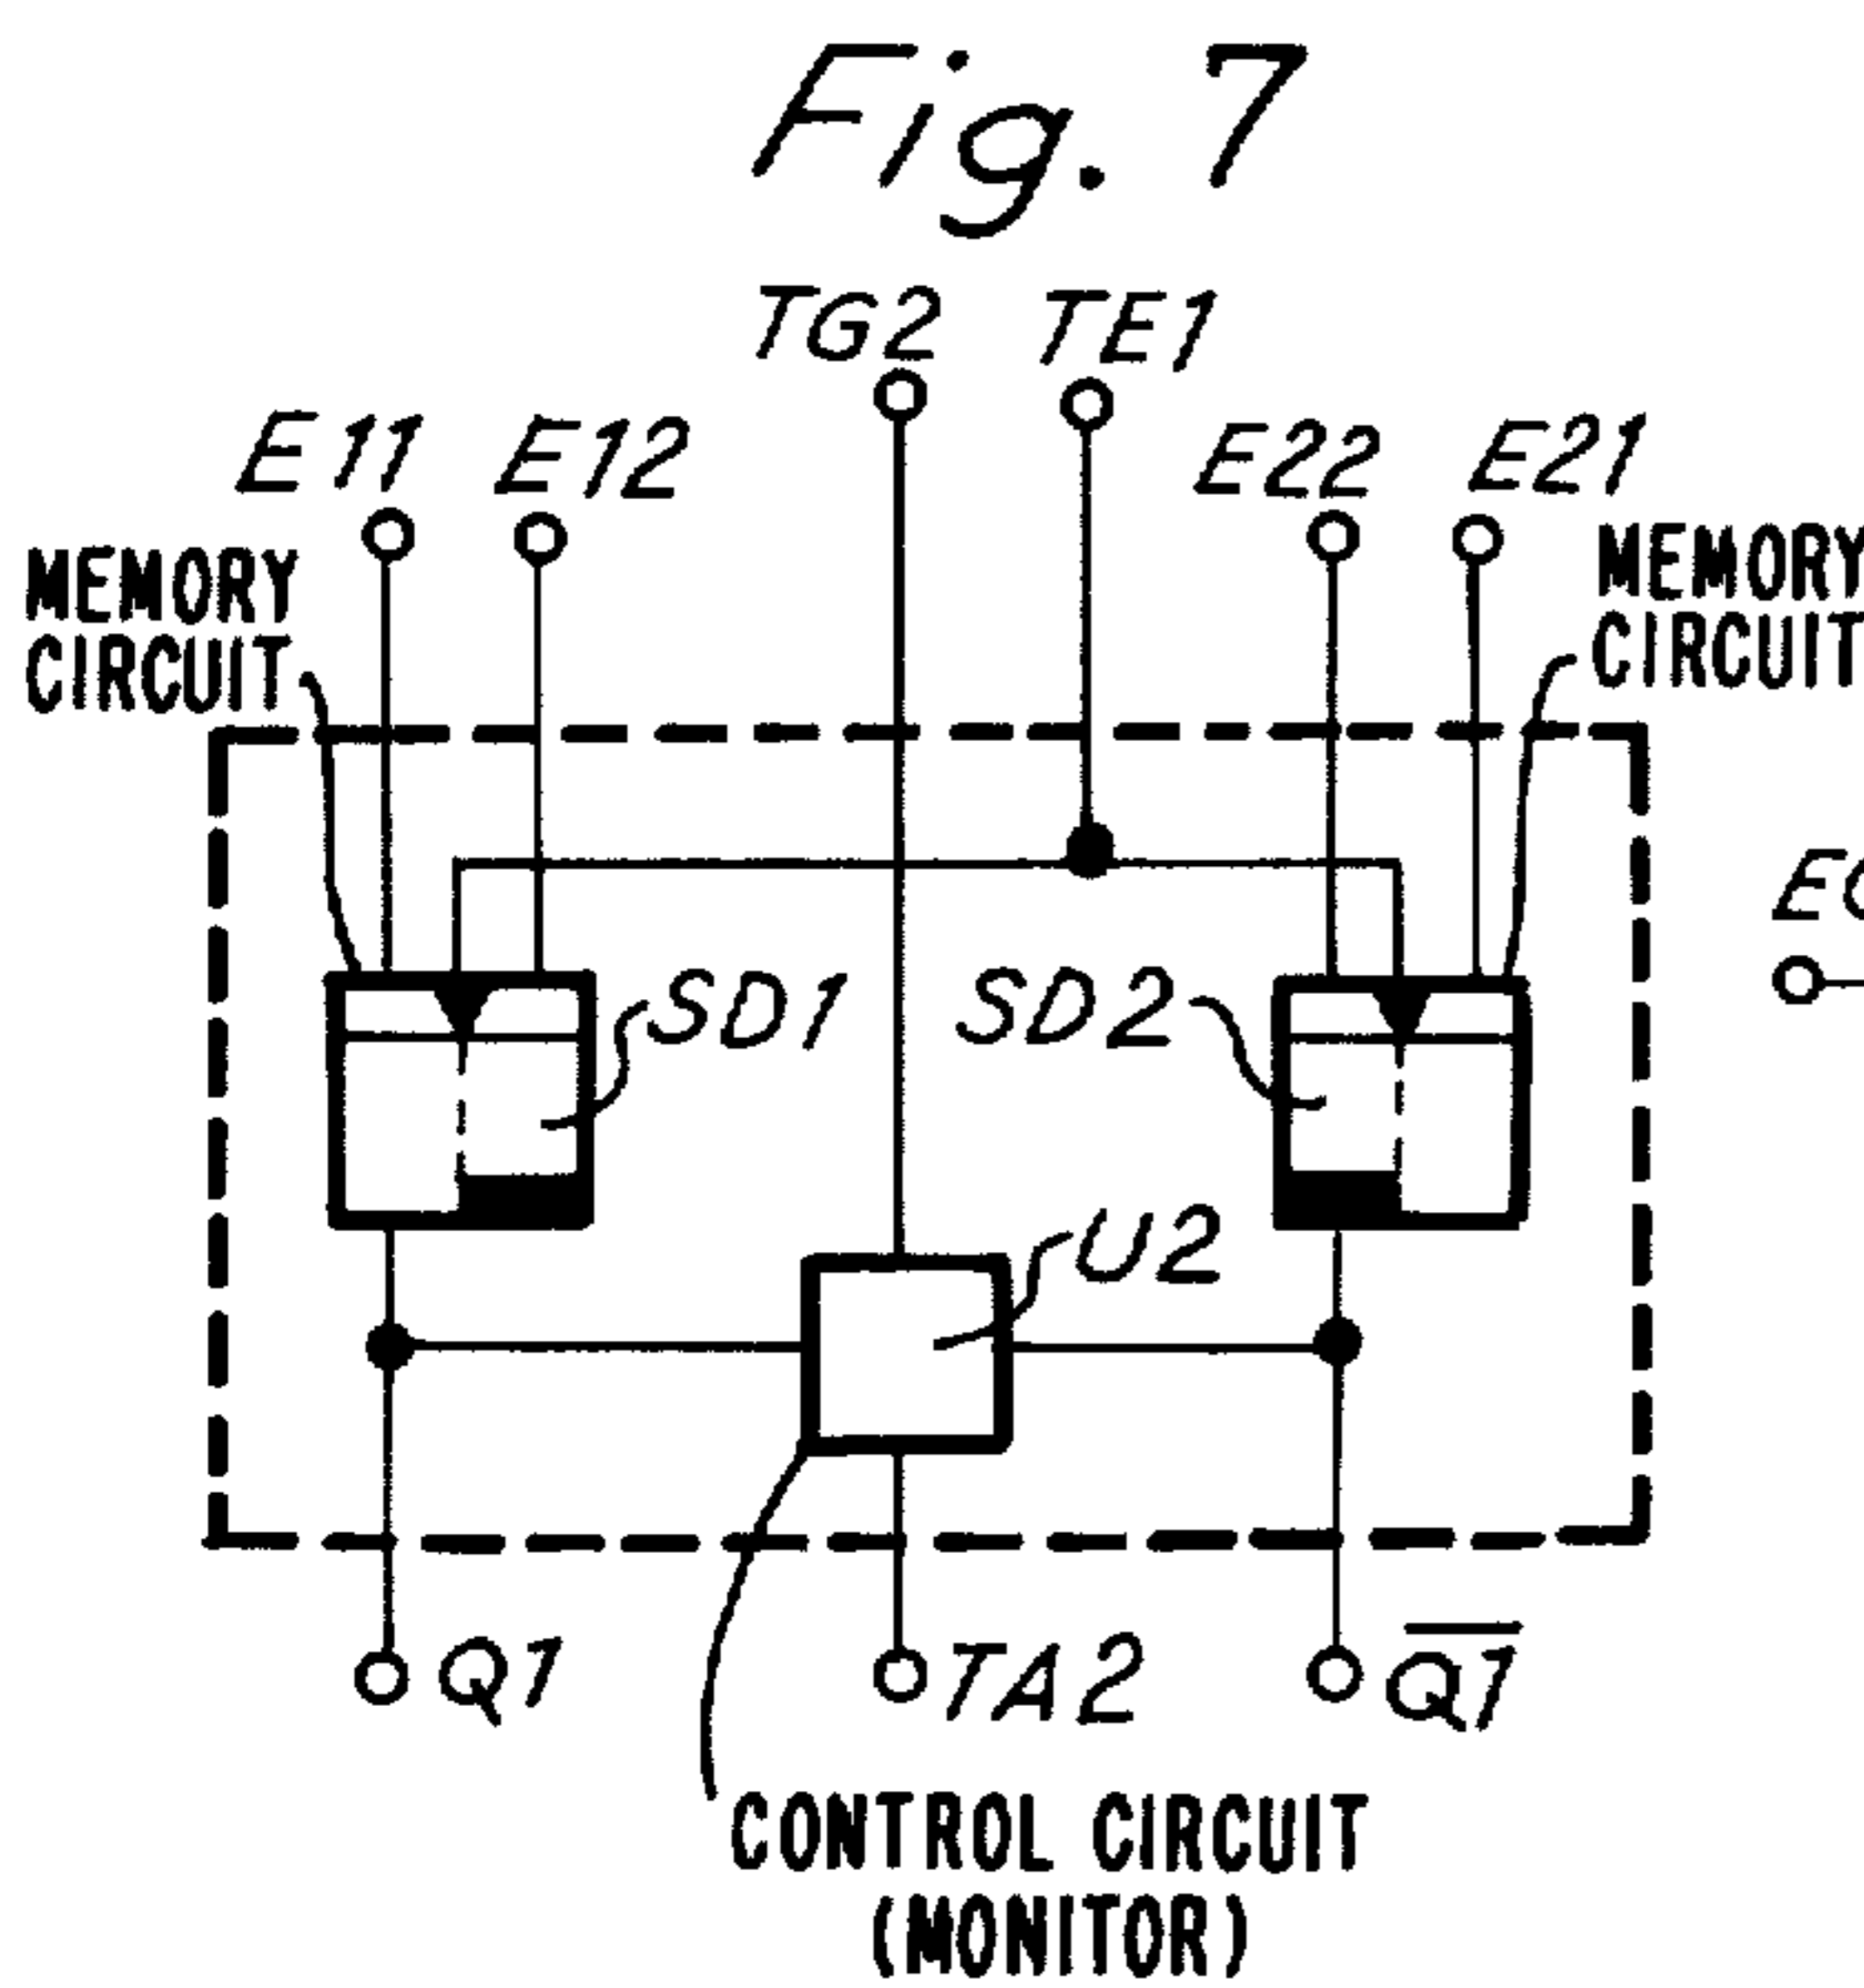 Fig. 7
TG2 TE1
E11 E12 E22 E21
MEMORY
CIRCUIT
MEMORY
CIRCUIT
SD1 SD2
U2
Q1 TA2 Q̅1̅
CONTROL CIRCUIT
(MONITOR)